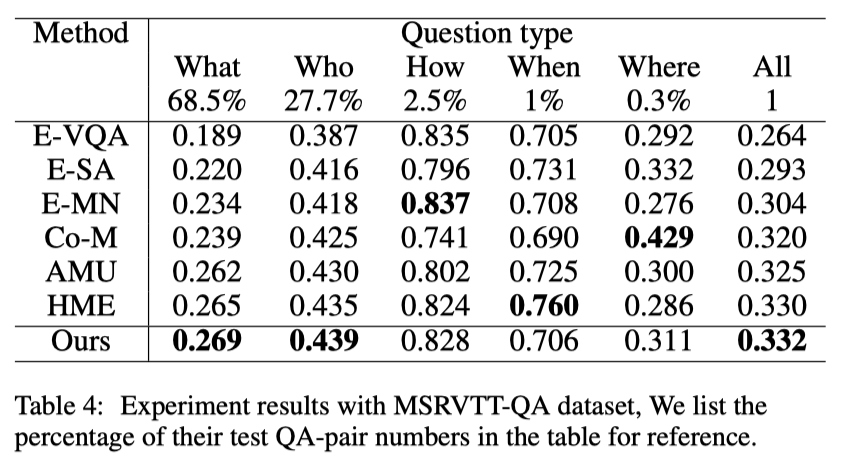 Method Question type
What Who How When Where All
68.5% 27.7% 2.5% 1% 0.3% 1
E-VQA 0.189 0.387 0.835 0.705 0.292 0.264
E-SA 0.220 0.416 0.796 0.731 0.332 0.293
E-MN 0.234 0.418 0.837 0.708 0.276 0.304
Co-M 0.239 0.425 0.741 0.690 0.429 0.320
AMU 0.262 0.430 0.802 0.725 0.300 0.325
HME 0.265 0.435 0.824 0.760 0.286 0.330
Ours 0.269 0.439 0.828 0.706 0.311 0.332
Table 4: Experiment results with MSRVTT-QA dataset, We list the
percentage of their test QA-pair numbers in the table for reference.